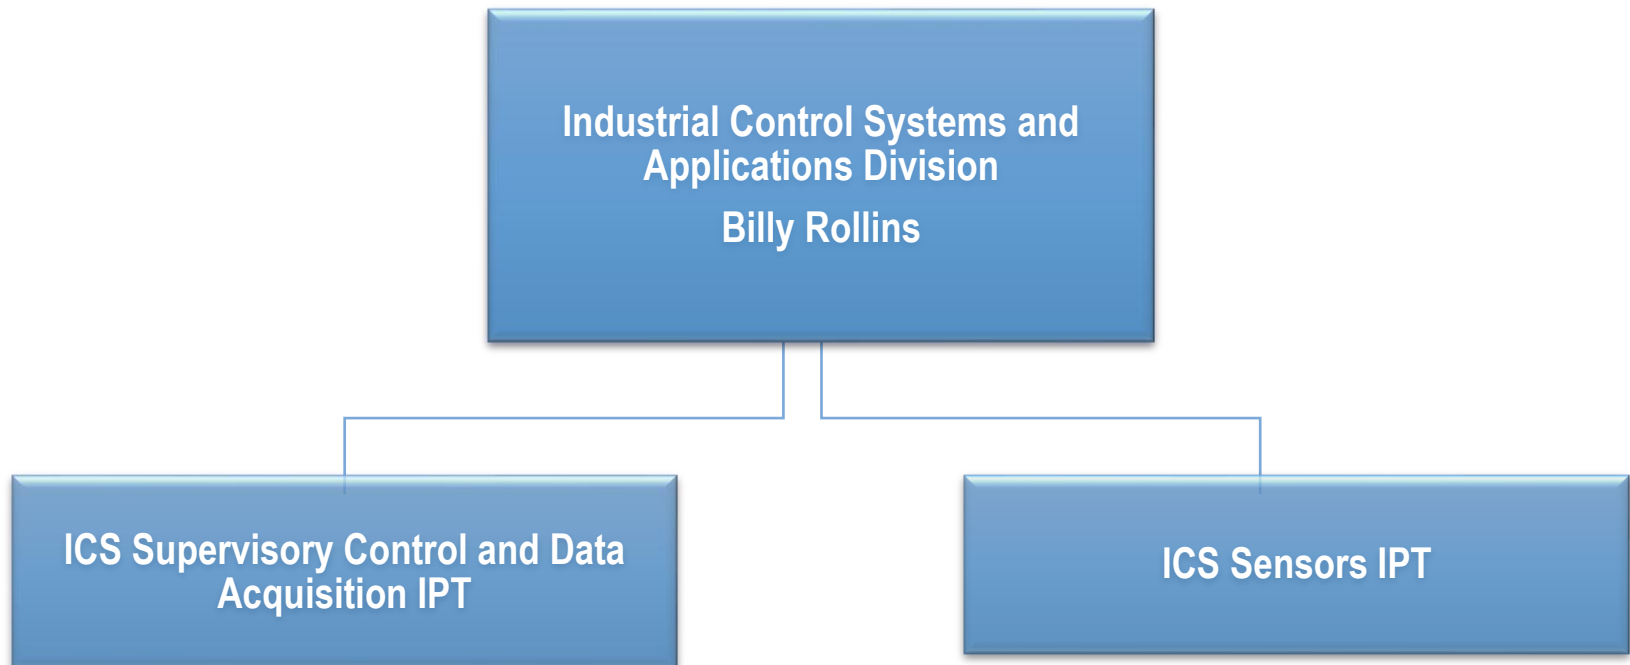 Industrial Control Systems and
Applications Division
Billy Rollins
ICS Supervisory Control and Data
Acquisition IPT
ICS Sensors IPT